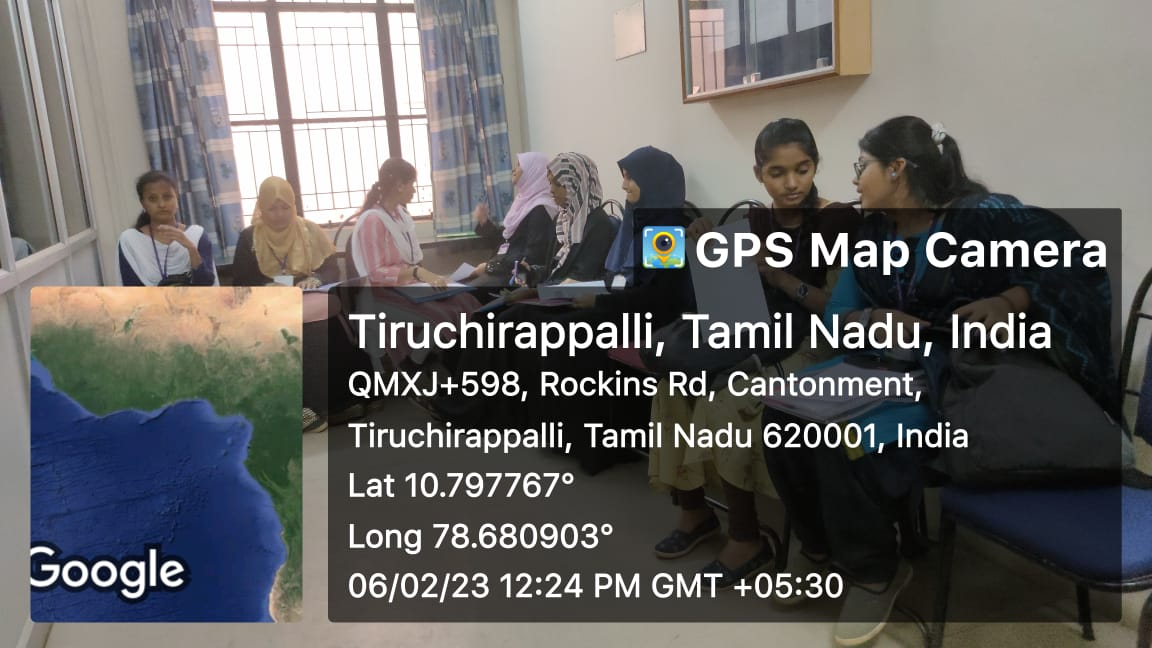 GPS Map Camera
Tiruchirappalli, Tamil Nadu, India
QMXJ+598, Rockins Rd, Cantonment,
Tiruchirappalli, Tamil Nadu 620001, India
Lat 10.797767°
Long 78.680903°
06/02/23 12:24 PM GMT +05:30
Google